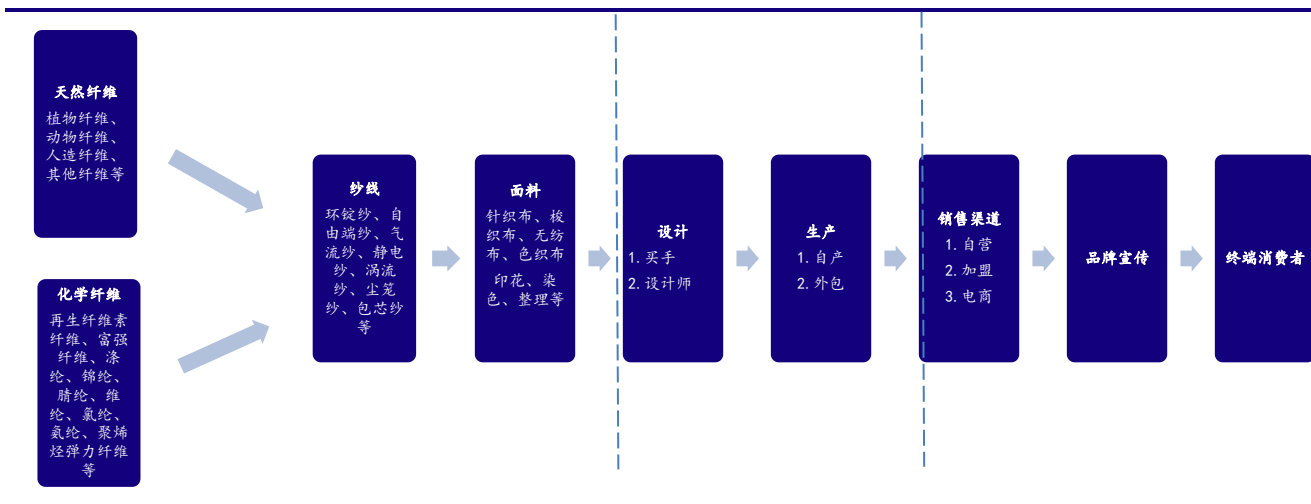 天然纤维
植物纤维、
动物纤维、
人造纤维、
其他纤维等
化学纤维
再生纤维素
纤维、富强
纤维、涤
纶、锦纶、
腈纶、维
纶、氯纶、
氨纶、聚烯
烃弹力纤维
等
纱线
环锭纱、自
由端纱、气
流纱、静电
纱、涡流
纱、尘笼
纱、包芯纱
等
面料
针织布、梭
织布、无纺
布、色织布
印花、染
色、整理等
设计
1.买手
2.设计师
生产
1.自产
2.外包
销售渠道
1.自营
2.加盟
3.电商
品牌宣传
终端消费者